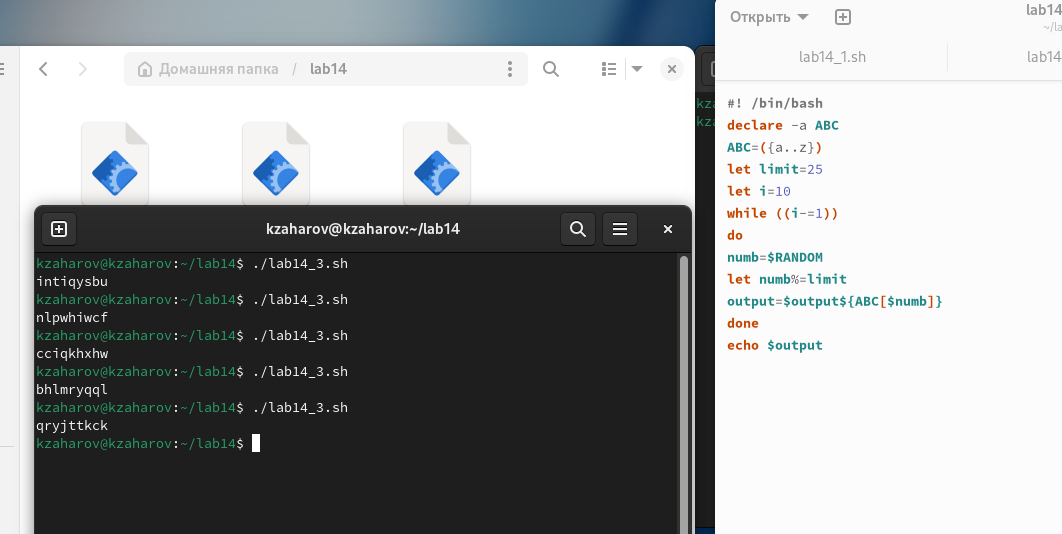 Домашняя папка / lab14
kzaharov@kzaharov:~/lab14
kzaharov@kzaharov:~/lab14$ ./lab14_3.sh
intiqysbu
kzaharov@kzaharov:~/lab14$ ./lab14_3.sh
nlpwhiwcf
kzaharov@kzaharov:~/lab14$ ./lab14_3.sh
cciqkhxhw
kzaharov@kzaharov:~/lab14$ ./lab14_3.sh
bhlmryqql
kzaharov@kzaharov:~/lab14$ ./lab14_3.sh
qryjttkck
kzaharov@kzaharov:~/lab14$
kza
kza
Открыть
lab14
~/la
lab14_1.sh
lab14
#! /bin/bash
declare -a ABC
ABC=({a..z})
let limit=25
let i=10
while ((i-=1))
do
numb=$RANDOM
let numb%=limit
output=$output${ABC[$numb]}
done
echo $output